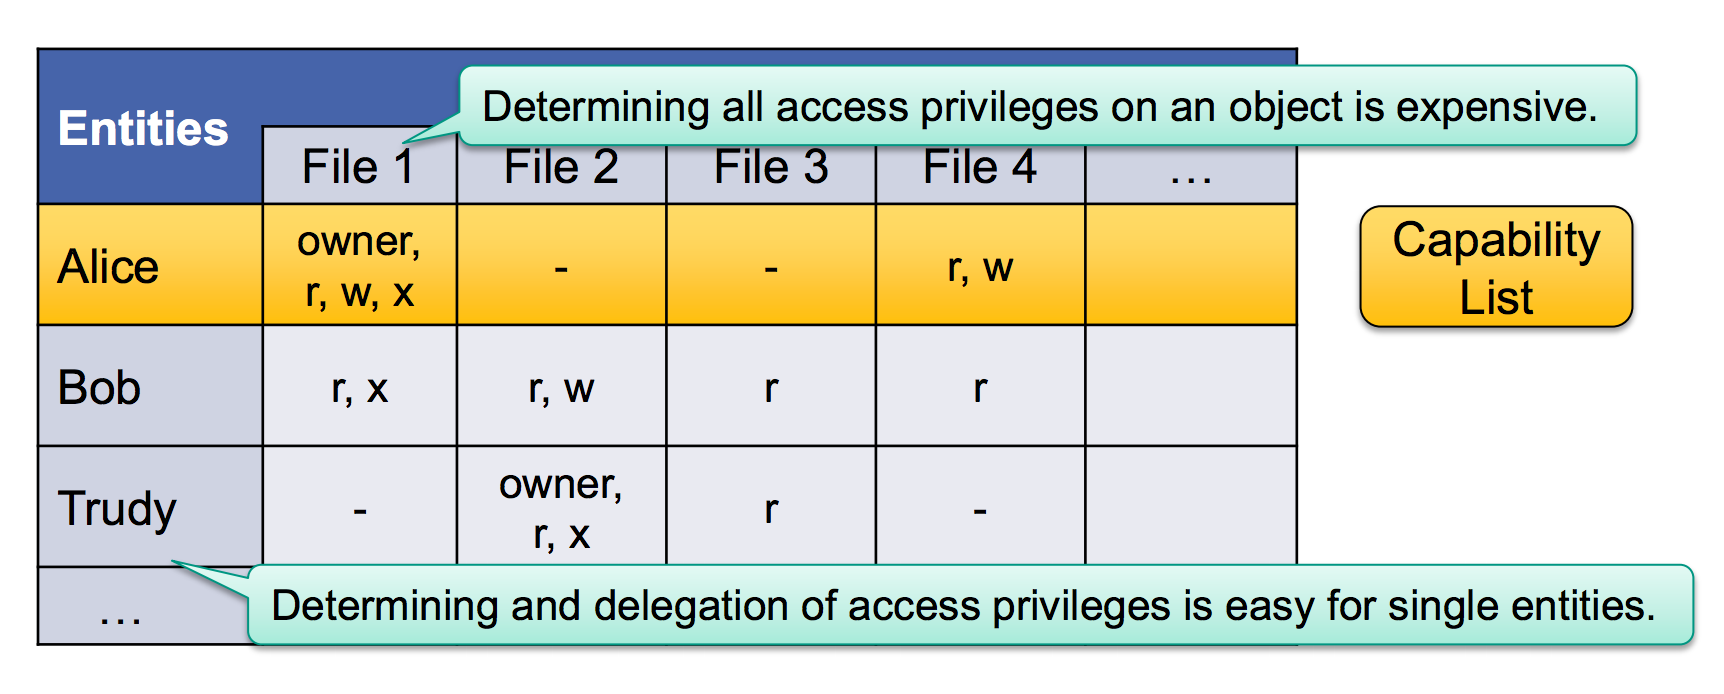 Entities
Determining all access privileges on an object is expensive.
File 1 File 2 File 3 File 4 …
Alice owner, r, w, x - - r, w
Capability
List
Bob r, x r, w r r
Trudy - owner, r, x r -
… Determining and delegation of access privileges is easy for single entities.